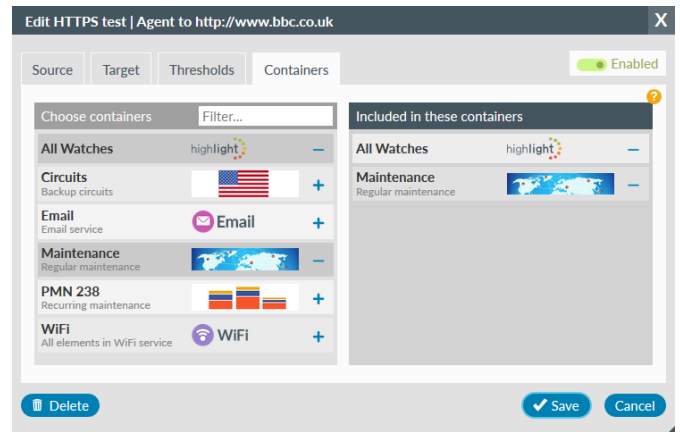 Edit HTTPS test | Agent to http://www.bbc.co.uk X
Source Target Thresholds Containers Enabled
?
Choose containers Filter...
All Watches highlight
Circuits
Backup circuits
Email
Email service
Email
Maintenance
Regular maintenance
PMN 238
Recurring maintenance
WiFi
All elements in WiFi service
WiFi
Included in these containers
All Watches highlight
Maintenance
Regular maintenance
Delete Save Cancel